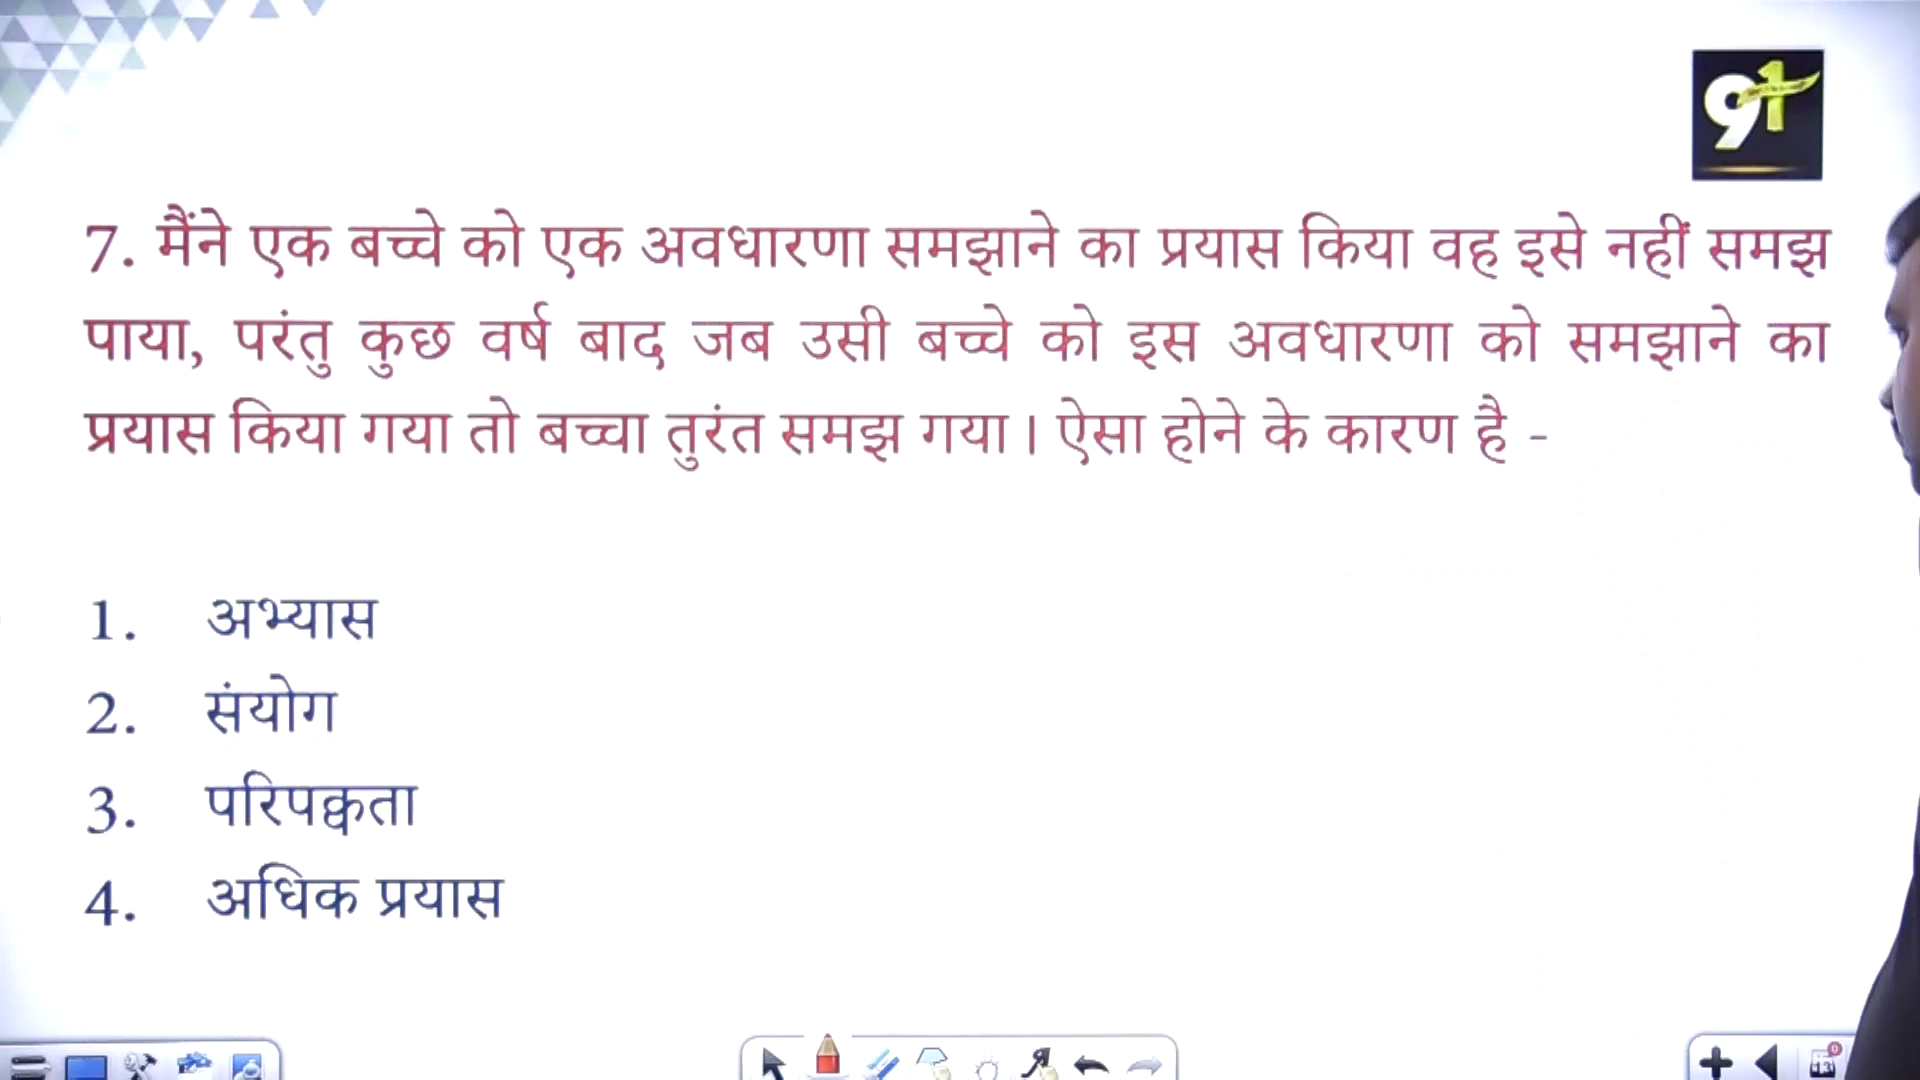 91
7. मैंने एक बच्चे को एक अवधारणा समझाने का प्रयास किया वह इसे नहीं समझ
पाया, परंतु कुछ वर्ष बाद जब उसी बच्चे को इस अवधारणा को समझाने का
प्रयास किया गया तो बच्चा तुरंत समझ गया। ऐसा होने के कारण है -
1. अभ्यास
2. संयोग
3. परिपक्वता
4. अधिक प्रयास